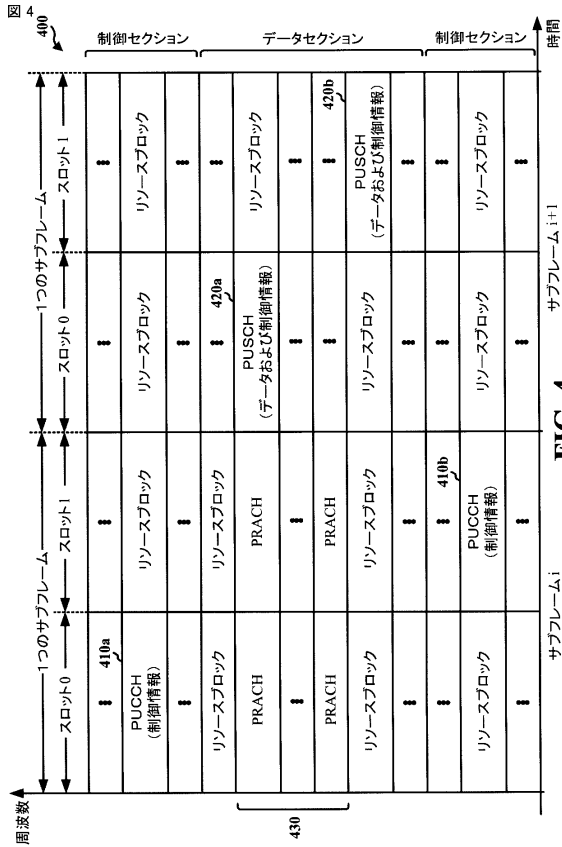 図 4
400
周波数
1つのサブフレーム
1つのサブフレーム
スロット0
スロット1
スロット0
スロット1
制御セクション
データセクション
制御セクション
410a
PUCCH
(制御情報)
リソースブロック
リソースブロック
リソースブロック
リソースブロック
リソースブロック
420a
430
PRACH
PRACH
PUSCH
(データおよび制御情報)
リソースブロック
PRACH
PRACH
420b
リソースブロック
リソースブロック
リソースブロック
PUSCH
(データおよび制御情報)
410b
リソースブロック
PUCCH
(制御情報)
リソースブロック
リソースブロック
時間
サブフレーム i
サブフレーム i+1